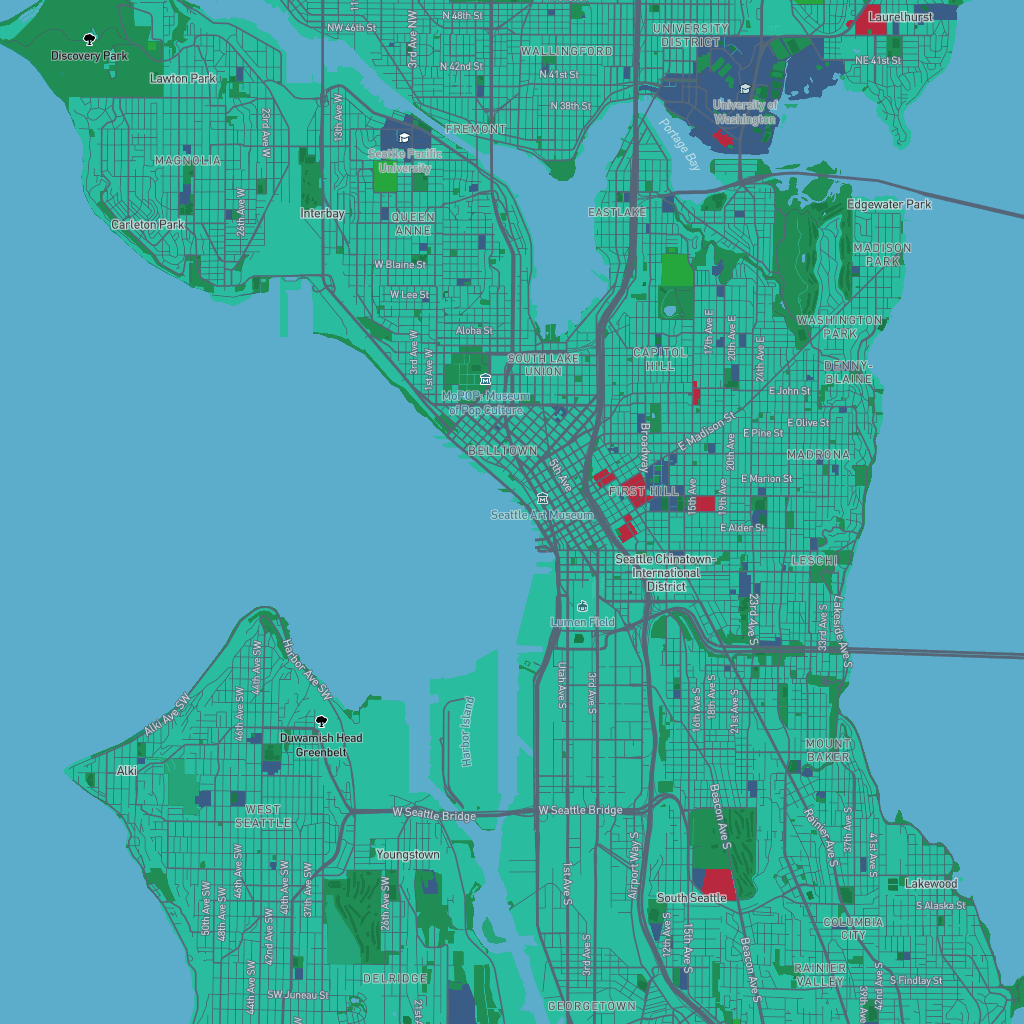 N 48th St
11
NW 46th St
3rd Ave NW
UNIVERSITY
DISTRICT
Laurelhurst
WALLINGFORD
Discovery Park
N 42nd St
N 41st St
NE 41st St
Lawton Park
N 38th St
13th Ave W
23rd Ave W
University of
Washington
FREMONT
Portage Bay
Seattle Pacific
University
MAGNOLIA
26th Ave W
Interbay
QUEEN
ANNE
EASTLAKE
Edgewater Park
Carleton Park
MADISON
PARK
W Blaine St
W Lee St
Aloha St
17th Ave E
20th Ave E
24th Ave E
WASHINGTON
PARK
3rd Ave W
1st Ave W
SOUTH LAKE
UNION
CAPITOL
HILL
DENNY-
BLAINE
MoPOP, Museum
of Pop Culture
E John St
Broadway
E Madison St
E Olive St
E Pine St
20th Ave
BELLTOWN
5th Ave
MADRONA
E Marion St
FIRST HILL
15th Ave
19th Ave
Seattle Art Museum
E Alder St
Seattle Chinatown-
International
District
LESCHI
Lumen Field
23rd Ave S
33rd Ave S
Lakeside Ave S
44th Ave SW
Harbor Ave SW
Utah Ave S
3rd Ave S
16th Ave S
18th Ave S
21st Ave S
Alki Ave SW
46th Ave SW
Harbor Island
Duwamish Head
Greenbelt
MOUNT
BAKER
Alki
WEST
SEATTLE
W Seattle Bridge
W Seattle Bridge
Beacon Ave S
Rainier Ave S
37th Ave S
41st Ave S
Youngstown
Airport Way S
1st Ave S
46th Ave SW
40th Ave SW
37th Ave SW
50th Ave SW
48th Ave SW
26th Ave SW
42nd Ave SW
South Seattle
Lakewood
S Alaska St
COLUMBIA
CITY
12th Ave S
15th Ave S
3rd Ave S
Beacon Ave S
44th Ave SW
SW Juneau St
DELRIDGE
21st
GEORGETOWN
RAINIER
VALLEY
S Findlay St
39th Ave
42nd Ave S
W